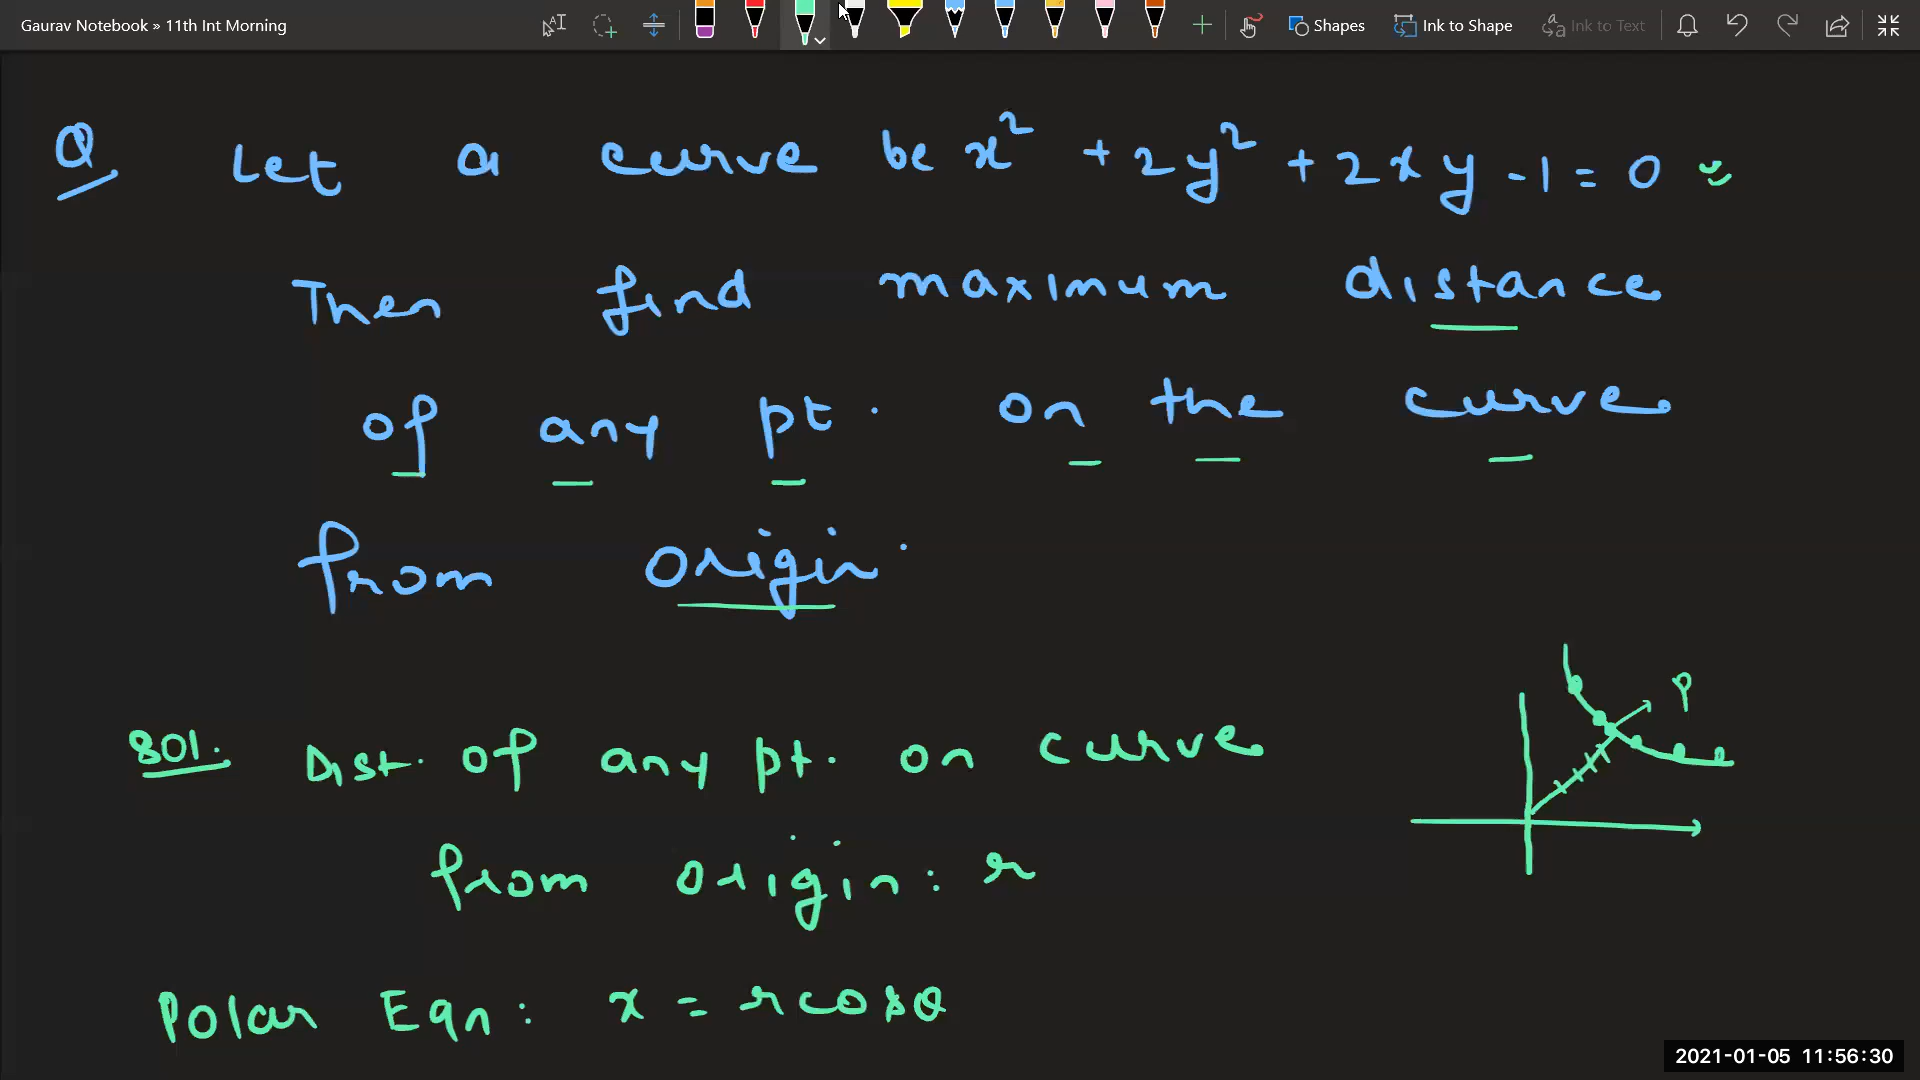 Gaurav Notebook » 11th Int Morning
Shapes
Ink to Shape
Ink to Text
Q Let a curve be x² + 2y² + 2xy - 1 = 0
Then find maximum distance
of any pt. on the curve
from origin.
Sol. Dist. of any pt. on curve
from origin: r
P
Polar Eqn: x = r cos θ
2021-01-05 11:56:30